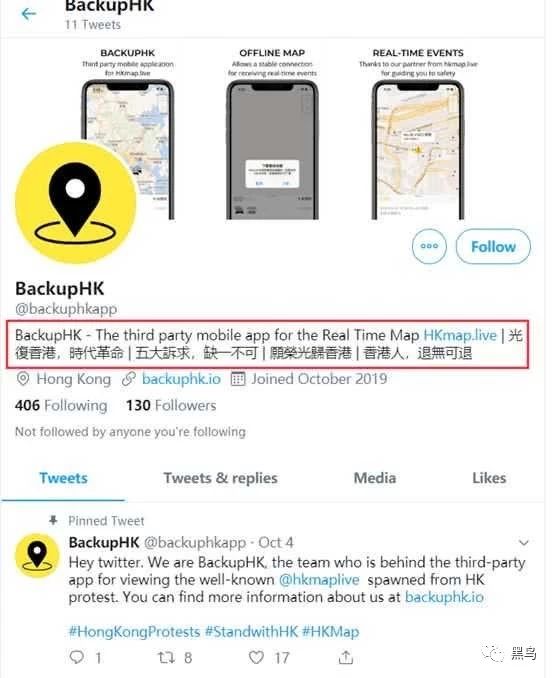 BackupHK
11 Tweets
BACKUPHK
Third party mobile application
for HKmap.live
OFFLINE MAP
Allows a stable connection
for receiving real-time events
REAL-TIME EVENTS
Thanks to our partner from hkmap.live
for guiding you to safety
Follow
BackupHK
@backuphkapp
BackupHK - The third party mobile app for the Real Time Map HKmap.live | 光
復香港，時代革命 | 五大訴求，缺一不可 | 願榮光歸香港 | 香港人，退無可退
Hong Kong backuphk.io Joined October 2019
406 Following 130 Followers
Not followed by anyone you're following
Tweets Tweets & replies Media Likes
Pinned Tweet
BackupHK @backuphkapp · Oct 4
Hey twitter. We are BackupHK, the team who is behind the third-party
app for viewing the well-known @hkmaplive spawned from HK
protest. You can find more information about us at backuphk.io
#HongKongProtests #StandwithHK #HKMap
1 8 17
黑鸟